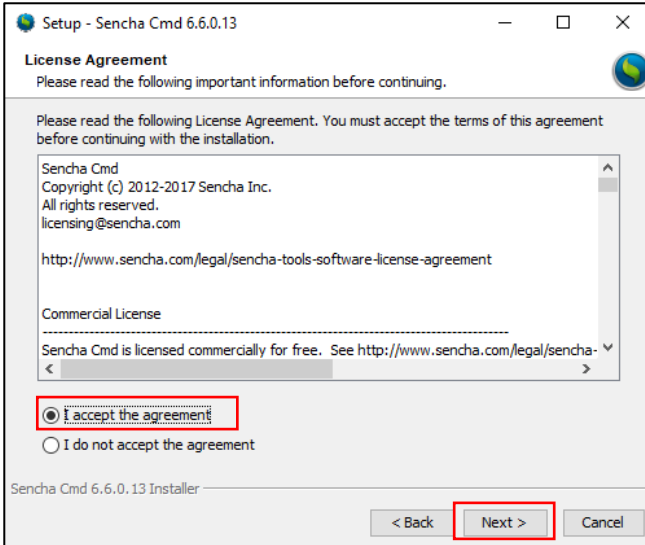 Setup - Sencha Cmd 6.6.0.13
License Agreement
Please read the following important information before continuing.
Please read the following License Agreement. You must accept the terms of this agreement
before continuing with the installation.
Sencha Cmd
Copyright (c) 2012-2017 Sencha Inc.
All rights reserved.
licensing@sencha.com
http://www.sencha.com/legal/sencha-tools-software-license-agreement
Commercial License
----------------------------------------------------------------------------------------
Sencha Cmd is licensed commercially for free.  See http://www.sencha.com/legal/sencha-
I accept the agreement
I do not accept the agreement
Sencha Cmd 6.6.0.13 Installer
< Back Next > Cancel